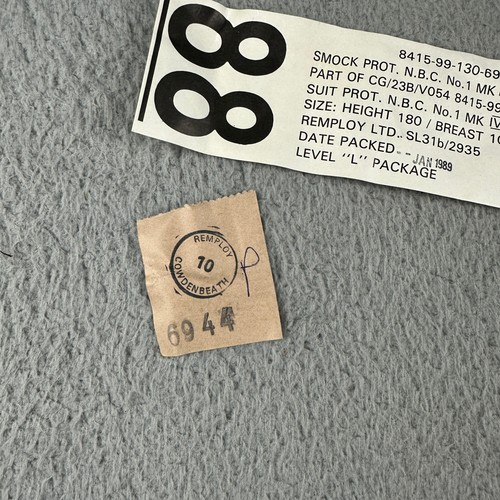 88
8415-99-130-69
SMOCK PROT. N.B.C. No.1 MK
PART OF CG/23B/V054 8415-99
SUIT PROT. N.B.C. No.1 MK IV
SIZE: HEIGHT 180 / BREAST 10
REMPLOY LTD. SL31b/2935
DATE PACKED - - JAN 1989
LEVEL "L" PACKAGE
REMPLOY
10
COWDENBEATH
P
6944